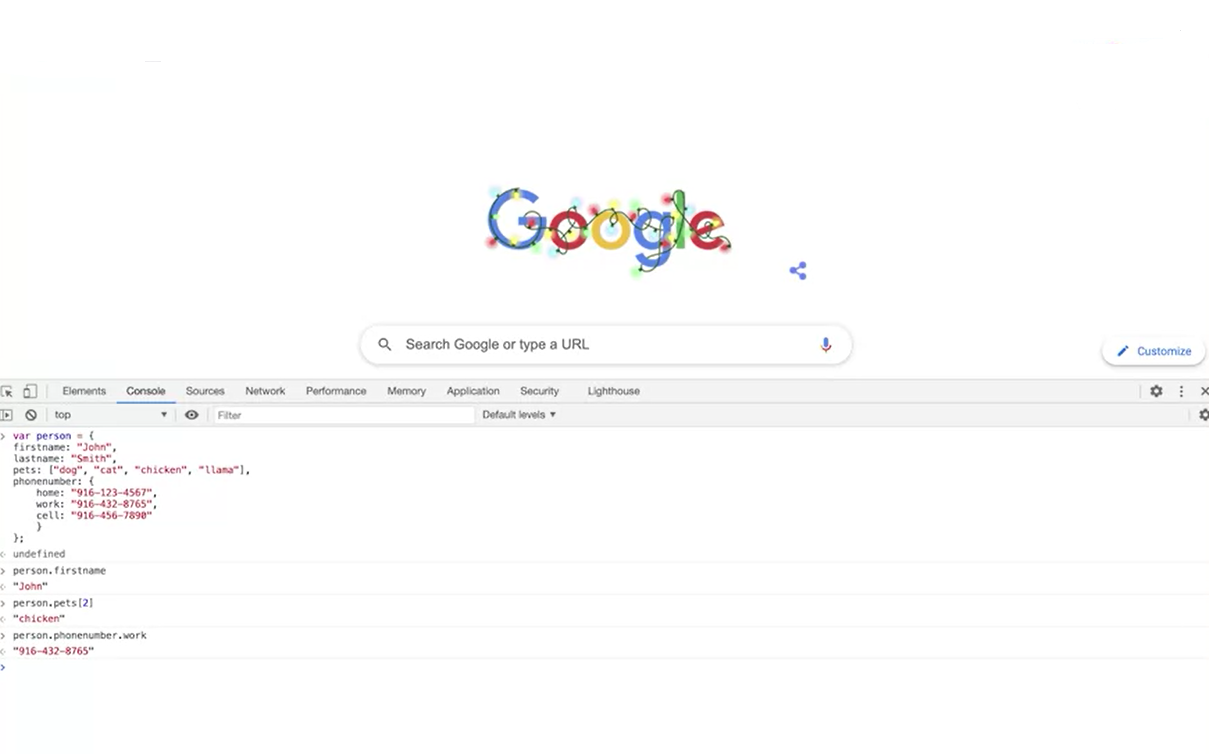 Google
Search Google or type a URL
Customize
Elements Console Sources Network Performance Memory Application Security Lighthouse
top Filter Default levels
var person = {
firstname: "John",
lastname: "Smith",
pets: ["dog", "cat", "chicken", "llama"],
phonenumber: {
home: "916-123-4567",
work: "916-432-8765",
cell: "916-456-7890"
}
};
undefined
person.firstname
"John"
person.pets[2]
"chicken"
person.phonenumber.work
"916-432-8765"